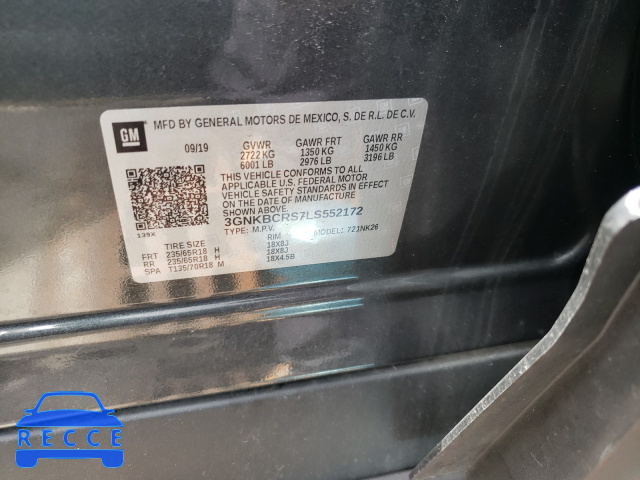 GM
MFD BY GENERAL MOTORS DE MEXICO, S. DE R.L. DE C.V.
09/19 GVWR GAWR FRT GAWR RR
2722 KG 1350 KG 1450 KG
6001 LB 2976 LB 3196 LB
THIS VEHICLE CONFORMS TO ALL
APPLICABLE U.S. FEDERAL MOTOR
VEHICLE SAFETY STANDARDS IN EFFECT
ON THE DATE OF MANUFACTURE
SHOWN ABOVE.
139X 3GNKBCRS7LS552172
TYPE: M.P.V. MODEL: 721NK26
TIRE SIZE RIM
FRT 235/65R18 H 18X8J
RR 235/65R18 H 18X8J
SPA T135/70R18 M 18X4.5B
RECCE